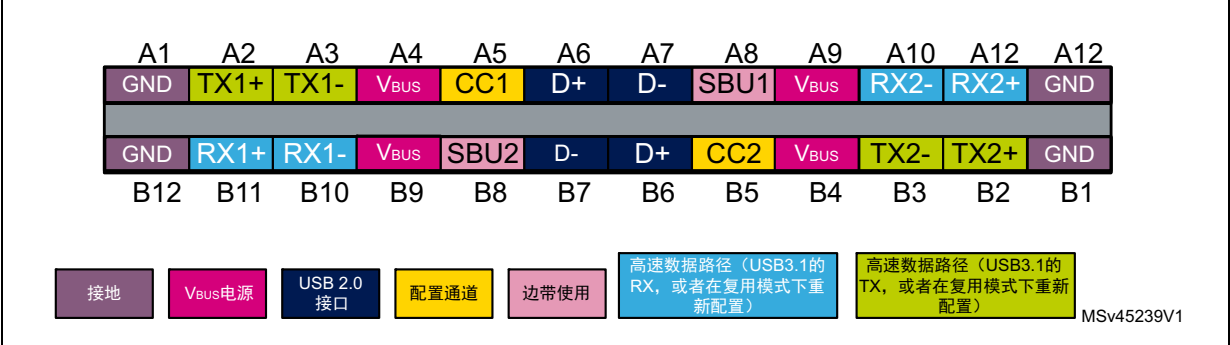 A1 A2 A3 A4 A5 A6 A7 A8 A9 A10 A12 A12
GND TX1+ TX1- VBUS CC1 D+ D- SBU1 VBUS RX2- RX2+ GND
GND RX1+ RX1- VBUS SBU2 D- D+ CC2 VBUS TX2- TX2+ GND
B12 B11 B10 B9 B8 B7 B6 B5 B4 B3 B2 B1
接地
VBUS电源
USB 2.0
接口
配置通道
边带使用
高速数据路径（USB3.1的
RX，或者在复用模式下重
新配置）
高速数据路径（USB3.1的
TX，或者在复用模式下重新
配置）
MSv45239V1